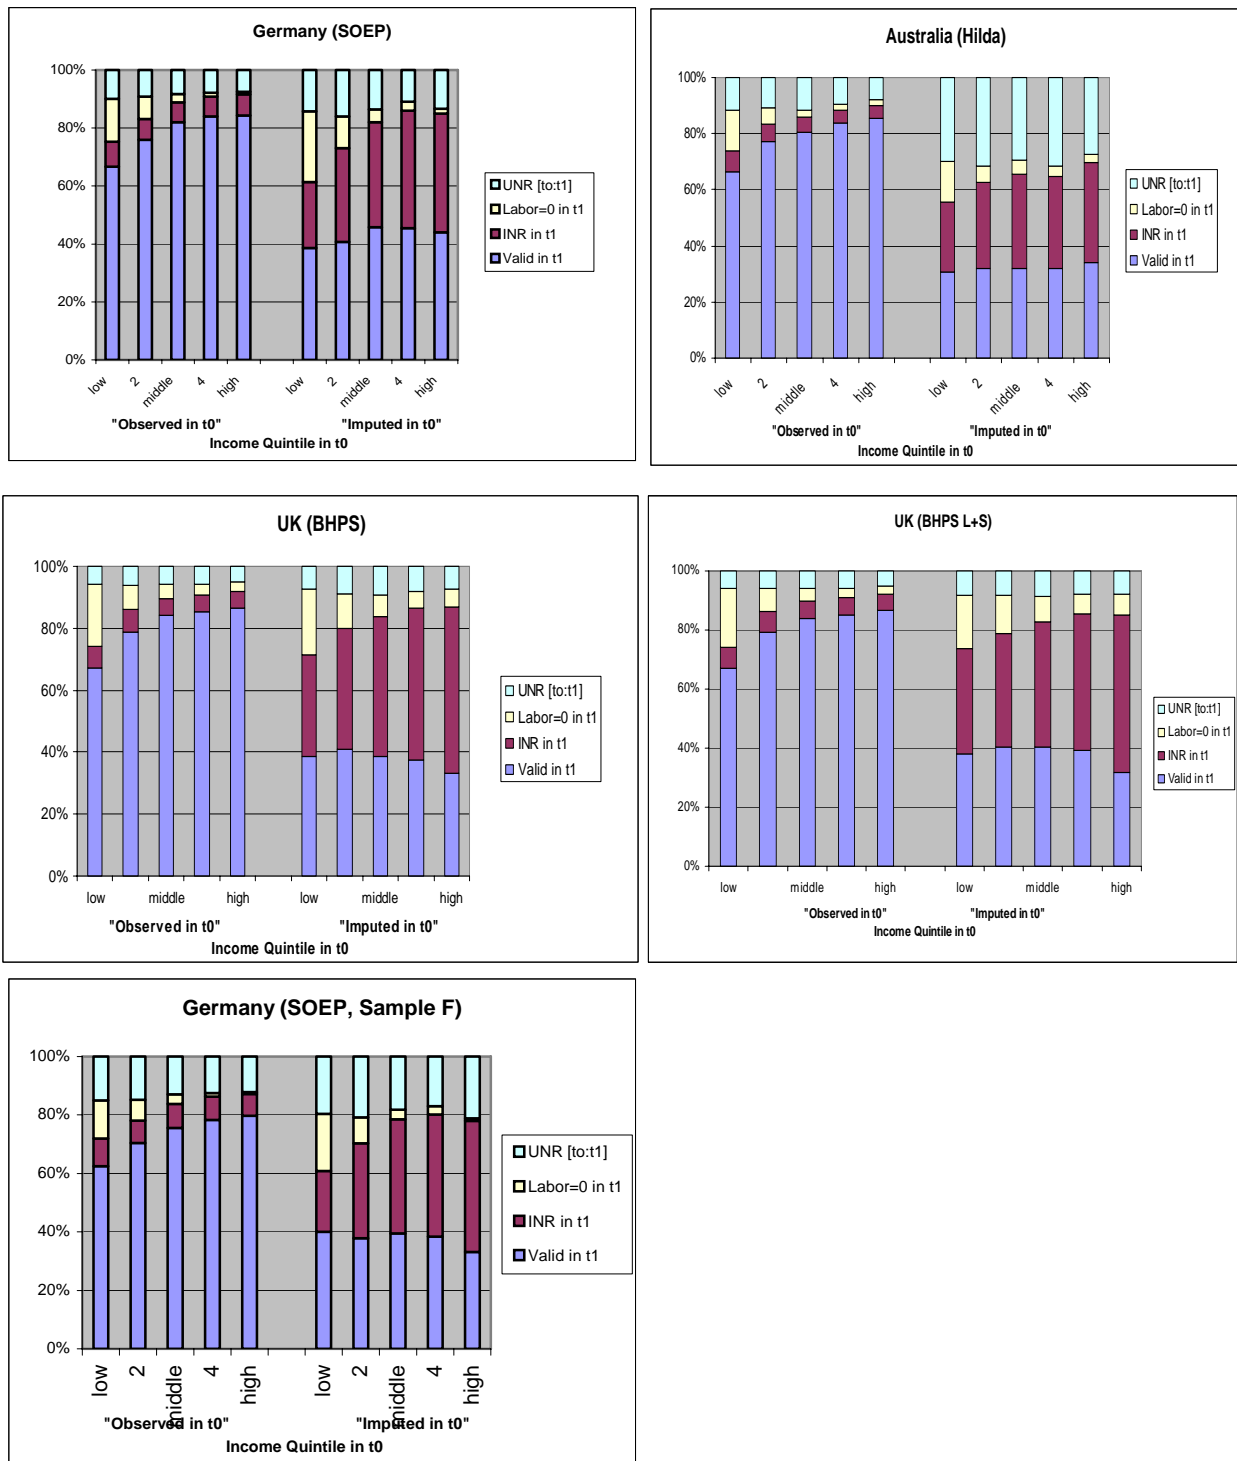 Germany (SOEP)
100%
80%
60%
40%
20%
0%
low
2
middle
4
high
low
2
middle
4
high
"Observed in t0"
"Imputed in t0"
Income Quintile in t0
UNR [to:t1]
Labor=0 in t1
INR in t1
Valid in t1
Australia (Hilda)
100%
80%
60%
40%
20%
0%
low
2
middle
4
high
low
2
middle
4
high
"Observed in t0"
"Imputed in t0"
Income Quintile in t0
UNR [to:t1]
Labor=0 in t1
INR in t1
Valid in t1
UK (BHPS)
100%
80%
60%
40%
20%
0%
low
middle
high
low
middle
high
"Observed in t0"
"Imputed in t0"
Income Quintile in t0
UNR [to:t1]
Labor=0 in t1
INR in t1
Valid in t1
UK (BHPS L+S)
100%
80%
60%
40%
20%
0%
low
middle
high
low
middle
high
"Observed in t0"
"Imputed in t0"
Income Quintile in t0
UNR [to:t1]
Labor=0 in t1
INR in t1
Valid in t1
Germany (SOEP, Sample F)
100%
80%
60%
40%
20%
0%
low
2
middle
4
high
low
2
middle
4
high
"Observed in t0"
"Imputed in t0"
Income Quintile in t0
UNR [to:t1]
Labor=0 in t1
INR in t1
Valid in t1